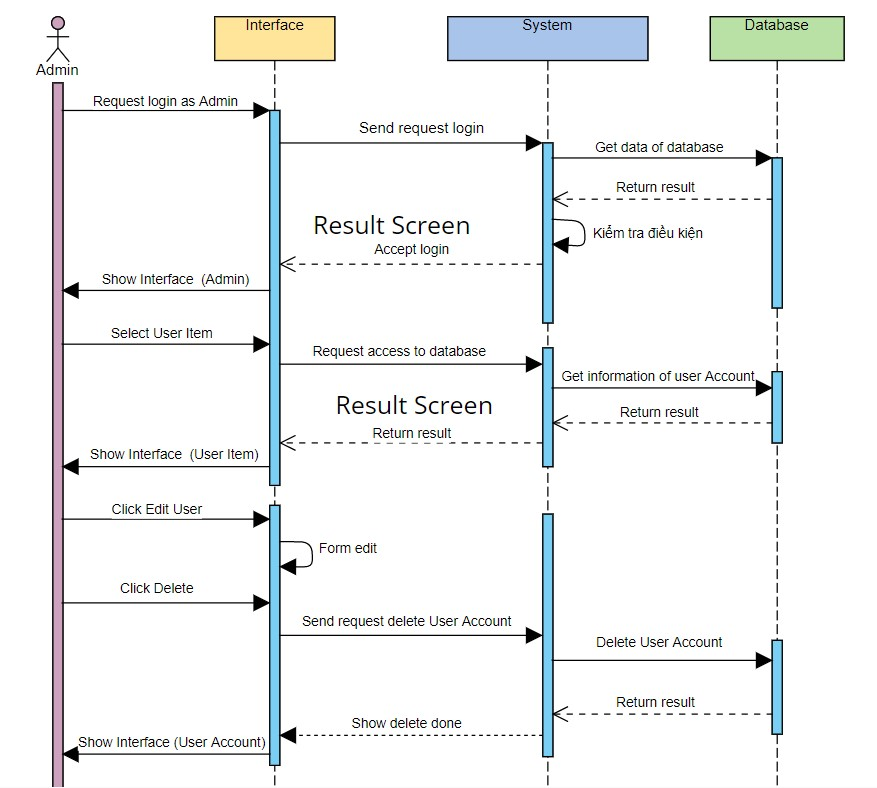 Interface
System
Database
Admin
Request login as Admin
Send request login
Get data of database
Return result
Result Screen
Kiểm tra điều kiện
Accept login
Show Interface (Admin)
Select User Item
Request access to database
Get information of user Account
Result Screen
Return result
Return result
Show Interface (User Item)
Click Edit User
Form edit
Click Delete
Send request delete User Account
Delete User Account
Return result
Show delete done
Show Interface (User Account)